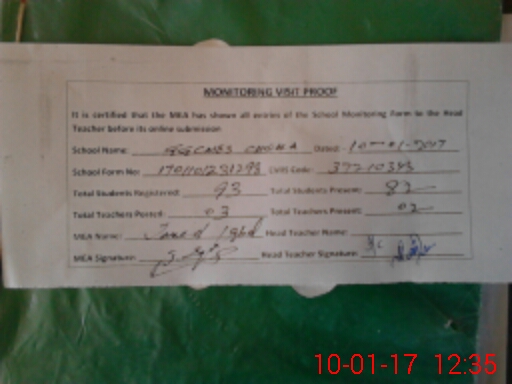 MONITORING VISIT PROOF
It is certified that the MEA has shown all entries of the School Monitoring Form to the Head
Teacher before its online submission
School Name: Dated: 10-01-2017
School Form No: EMIS Code: 37210343
Total Students Registered: 93 Total Students Present: 82
Total Teachers Posted: 03 Total Teachers Present: 02
MEA Name: Javed Iqbal Head Teacher Name:
MEA Signature: Head Teacher Signature:
10-01-17 12:35